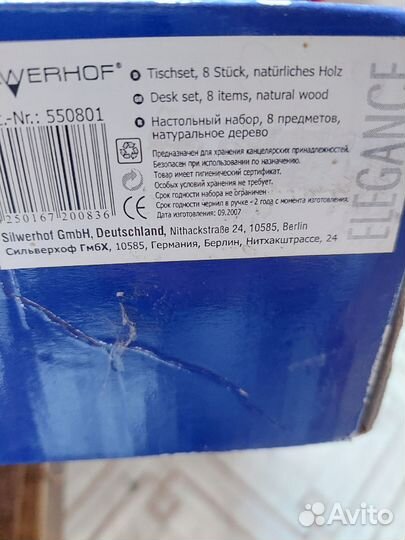 WERHOF®
D Tischset, 8 Stück, natürliches Holz
GB Desk set, 8 items, natural wood
.-Nr.: 550801
Настольный набор, 8 предметов,
натуральное дерево
Предназначен для хранения канцелярских принадлежностей.
Безопасен при использовании по назначению.
Товар имеет гигиенический сертификат.
Особых условий хранения не требует.
Срок годности набора не ограничен
Срок годности чернил в ручке - 2 года с момента изготовления.
Дата изготовления: 09.2007
250167 200836
CE
Silwerhof GmbH, Deutschland, Nithackstraße 24, 10585, Berlin
Сильверхоф ГмбХ, 10585, Германия, Берлин, Нитхакштрассе, 24
ELEGANCE
Avito